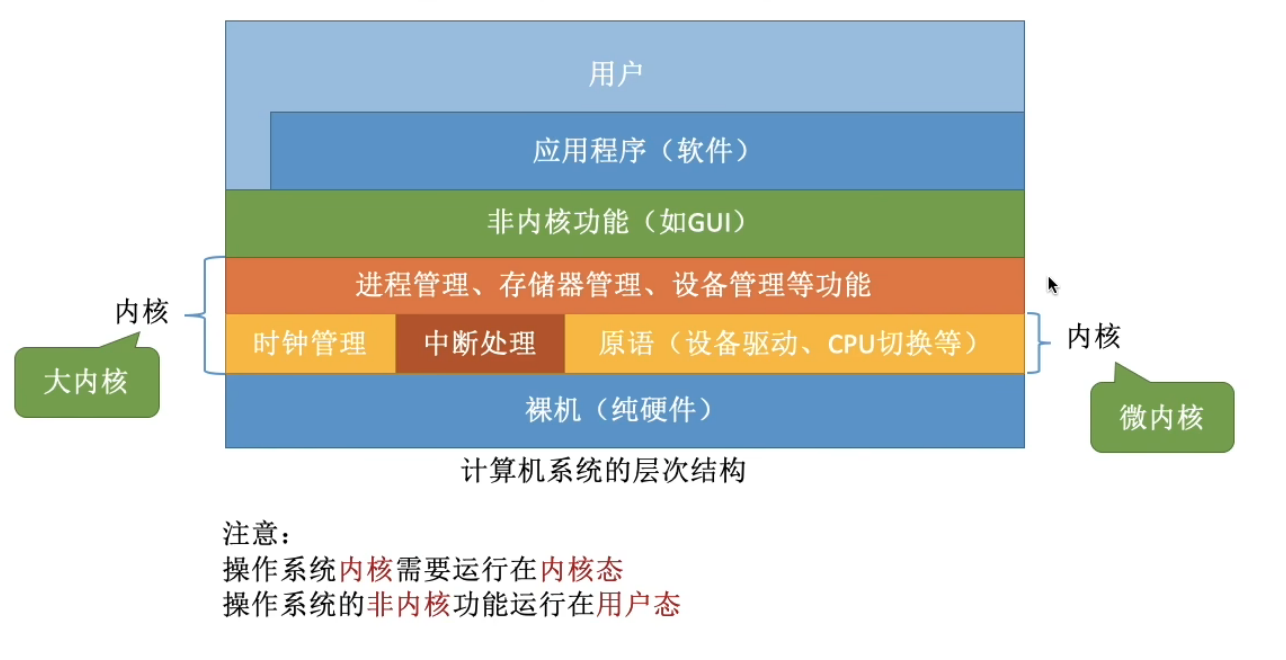 用户
应用程序（软件）
非内核功能（如GUI）
进程管理、存储器管理、设备管理等功能
内核
时钟管理
中断处理
原语（设备驱动、CPU切换等）
内核
大内核
裸机（纯硬件）
微内核
计算机系统的层次结构
注意：
操作系统内核需要运行在内核态
操作系统的非内核功能运行在用户态